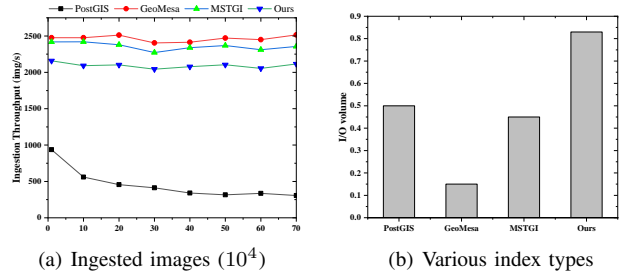 PostGIS GeoMesa MSTGI Ours
Ingestion Throughput (img/s)
2500
2000
1500
1000
500
0
0 10 20 30 40 50 60 70
(a) Ingested images (10⁴)
I/O volume
0.9
0.8
0.7
0.6
0.5
0.4
0.3
0.2
0.1
0.0
PostGIS GeoMesa MSTGI Ours
(b) Various index types